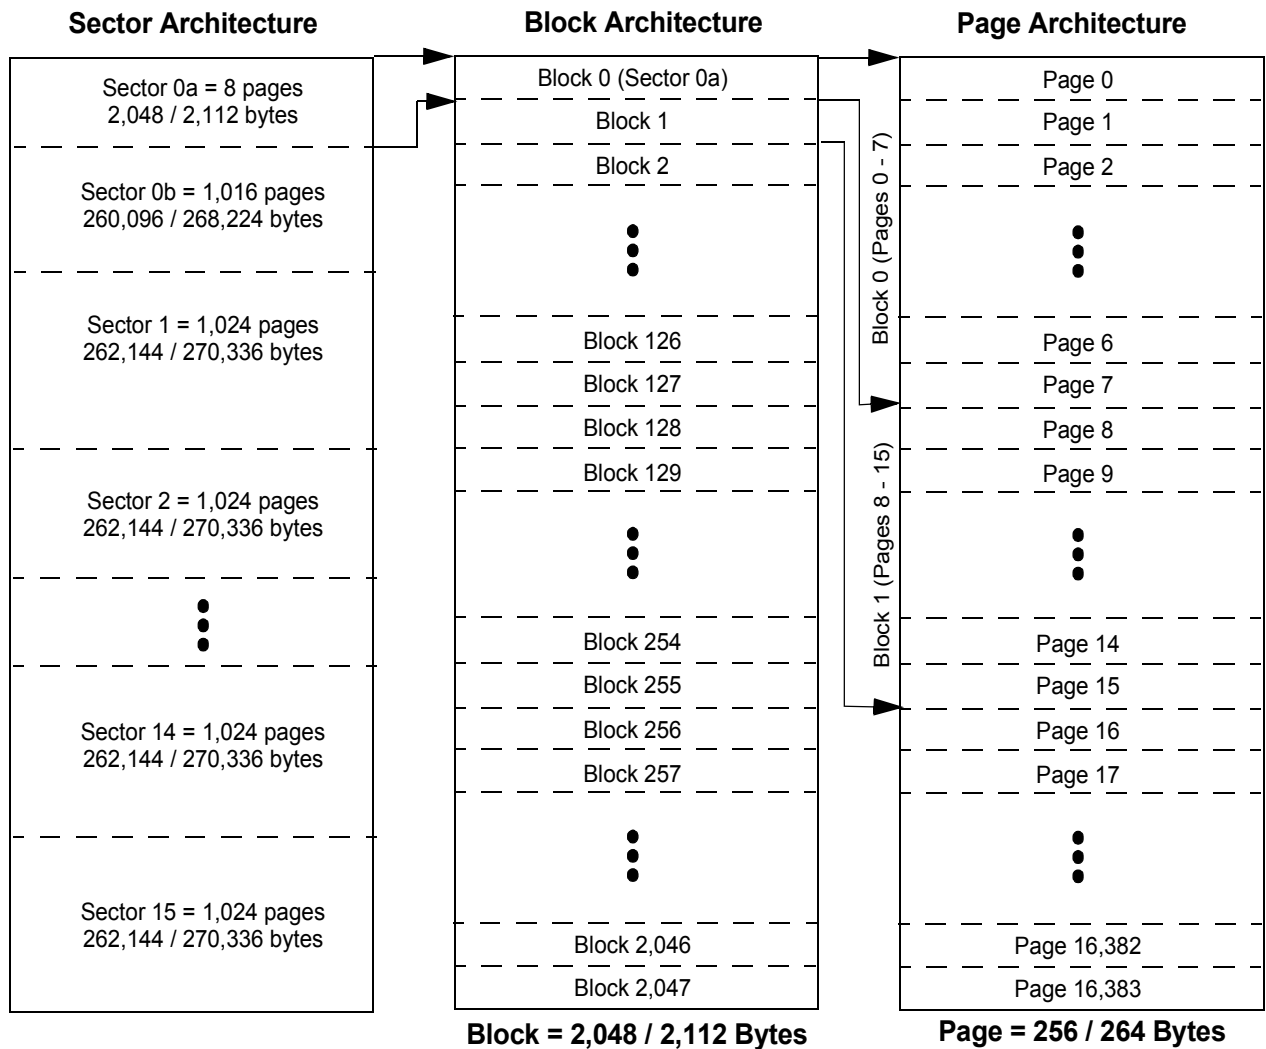 Sector Architecture
Sector 0a = 8 pages
2,048 / 2,112 bytes
Sector 0b = 1,016 pages
260,096 / 268,224 bytes
Sector 1 = 1,024 pages
262,144 / 270,336 bytes
Sector 2 = 1,024 pages
262,144 / 270,336 bytes
Sector 14 = 1,024 pages
262,144 / 270,336 bytes
Sector 15 = 1,024 pages
262,144 / 270,336 bytes
Block Architecture
Block 0 (Sector 0a)
Block 1
Block 2
Block 126
Block 127
Block 128
Block 129
Block 254
Block 255
Block 256
Block 257
Block 2,046
Block 2,047
Block = 2,048 / 2,112 Bytes
Block 0 (Pages 0 - 7)
Block 1 (Pages 8 - 15)
Page Architecture
Page 0
Page 1
Page 2
Page 6
Page 7
Page 8
Page 9
Page 14
Page 15
Page 16
Page 17
Page 16,382
Page 16,383
Page = 256 / 264 Bytes